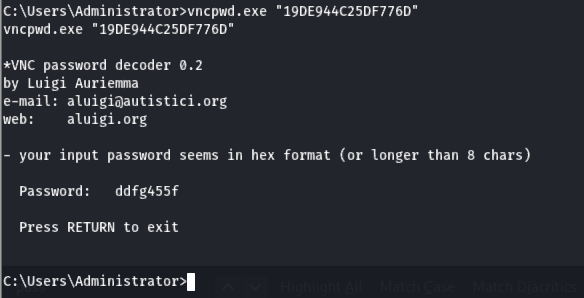 C:\Users\Administrator>vncpwd.exe "19DE944C25DF776D"
vncpwd.exe "19DE944C25DF776D"
*VNC password decoder 0.2
by Luigi Auriemma
e-mail: aluigi@autistici.org
web:    aluigi.org
- your input password seems in hex format (or longer than 8 chars)
  Password:   ddfg455f
  Press RETURN to exit
C:\Users\Administrator>
Highlight All   Match Case   Match Diacritics